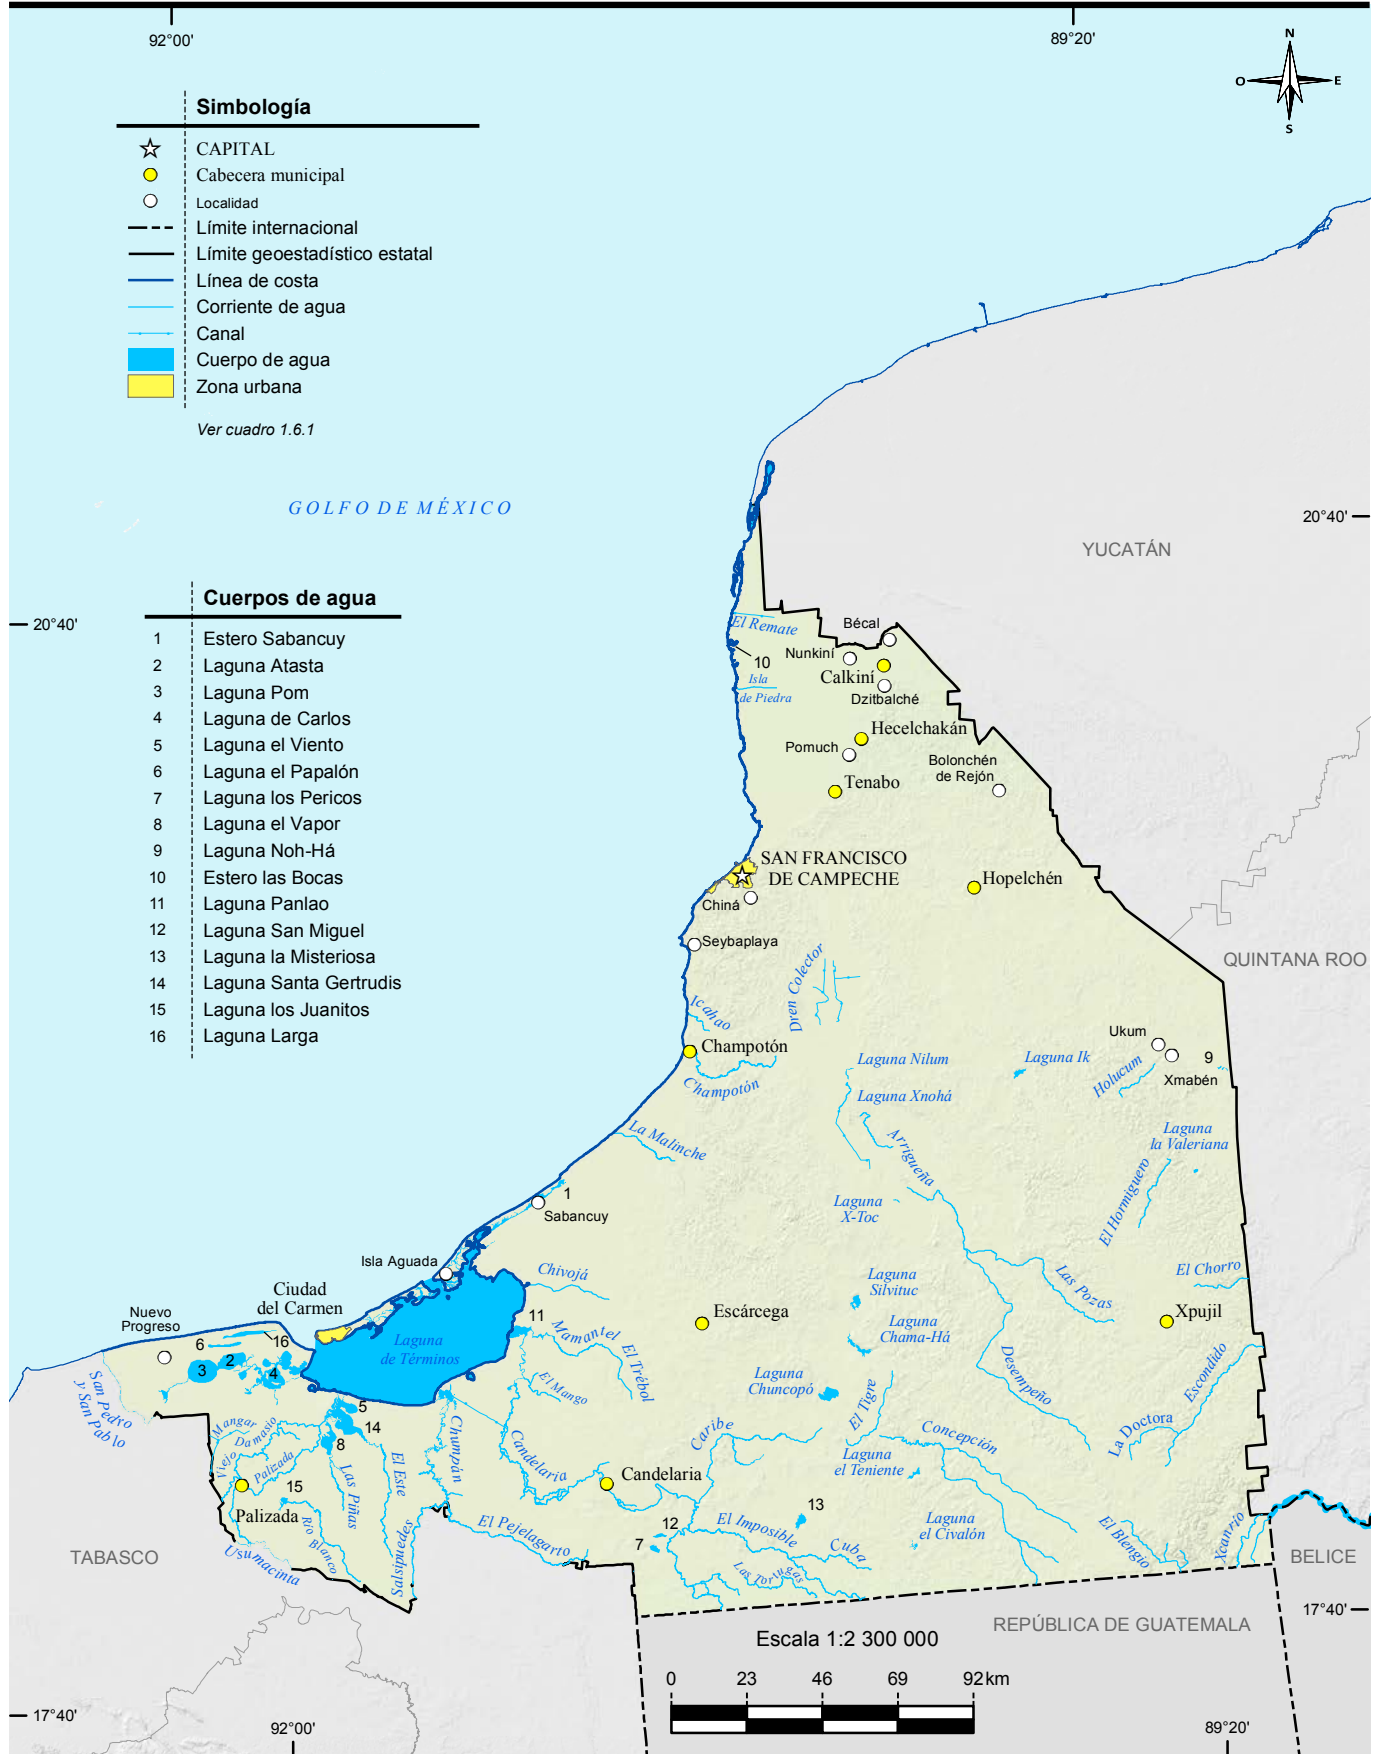 92°00'
89°20'
N
O
E
S
Simbología
CAPITAL
Cabecera municipal
Localidad
Límite internacional
Límite geoestadístico estatal
Línea de costa
Corriente de agua
Canal
Cuerpo de agua
Zona urbana
Ver cuadro 1.6.1
GOLFO DE MÉXICO
20°40'
YUCATÁN
Cuerpos de agua
20°40'
1 Estero Sabancuy
2 Laguna Atasta
3 Laguna Pom
4 Laguna de Carlos
5 Laguna el Viento
6 Laguna el Papalón
7 Laguna los Pericos
8 Laguna el Vapor
9 Laguna Noh-Há
10 Estero las Bocas
11 Laguna Panlao
12 Laguna San Miguel
13 Laguna la Misteriosa
14 Laguna Santa Gertrudis
15 Laguna los Juanitos
16 Laguna Larga
El Remate
Bécal
Nunkiní
10
Calkiní
Isla
de Piedra
Dzitbalché
Hecelchakán
Pomuch
Bolonchén
de Rejón
Tenabo
SAN FRANCISCO
DE CAMPECHE
Hopelchén
Chiná
Seybaplaya
QUINTANA ROO
Dren Colector
Icahao
Champotón
Champotón
Ukum
Xmabén
9
Holucum
Laguna Nilum
Laguna Ik
Laguna Xnohá
La Malinche
Arrigueña
Laguna
la Valeriana
El Hormiguero
1
Sabancuy
Laguna
X-Toc
Isla Aguada
Chivojá
Laguna
Silvituc
Las Pozas
El Chorro
Ciudad
del Carmen
Nuevo
Progreso
11
Mamantel
Escárcega
Laguna
Chama-Há
Xpujil
6
16
2
3
4
Laguna
de Términos
El Trébol
El Mango
Laguna
Chuncopó
El Tigre
Desempeño
Escondido
San Pedro
y San Pablo
5
14
8
Mangar
Viejo
Damasio
Palizada
Chumpán
Candelaria
Caribe
Concepción
La Doctora
Laguna
el Teniente
15
Palizada
Las Piñas
El Este
Candelaria
13
Río Blanco
El Pejelagarto
12
7
El Imposible
Cuba
Laguna
el Civalón
El Blengio
Xcanrio
Las Tortugas
Salsipuedes
Usumacinta
TABASCO
BELICE
REPÚBLICA DE GUATEMALA
17°40'
Escala 1:2 300 000
0 23 46 69 92 km
17°40'
92°00'
89°20'